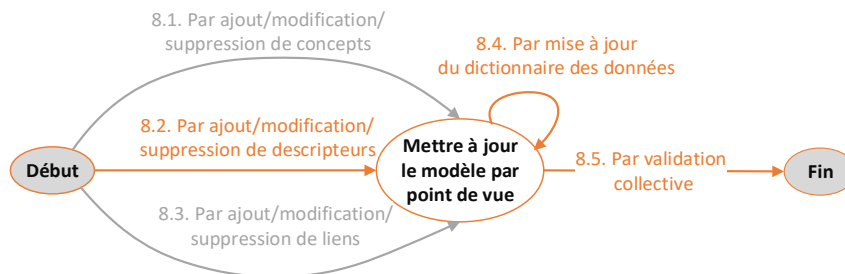 8.1. Par ajout/modification/
suppression de concepts
8.4. Par mise à jour
du dictionnaire des données
8.2. Par ajout/modification/
suppression de descripteurs
Début
Mettre à jour
le modèle par
point de vue
8.5. Par validation
collective
Fin
8.3. Par ajout/modification/
suppression de liens